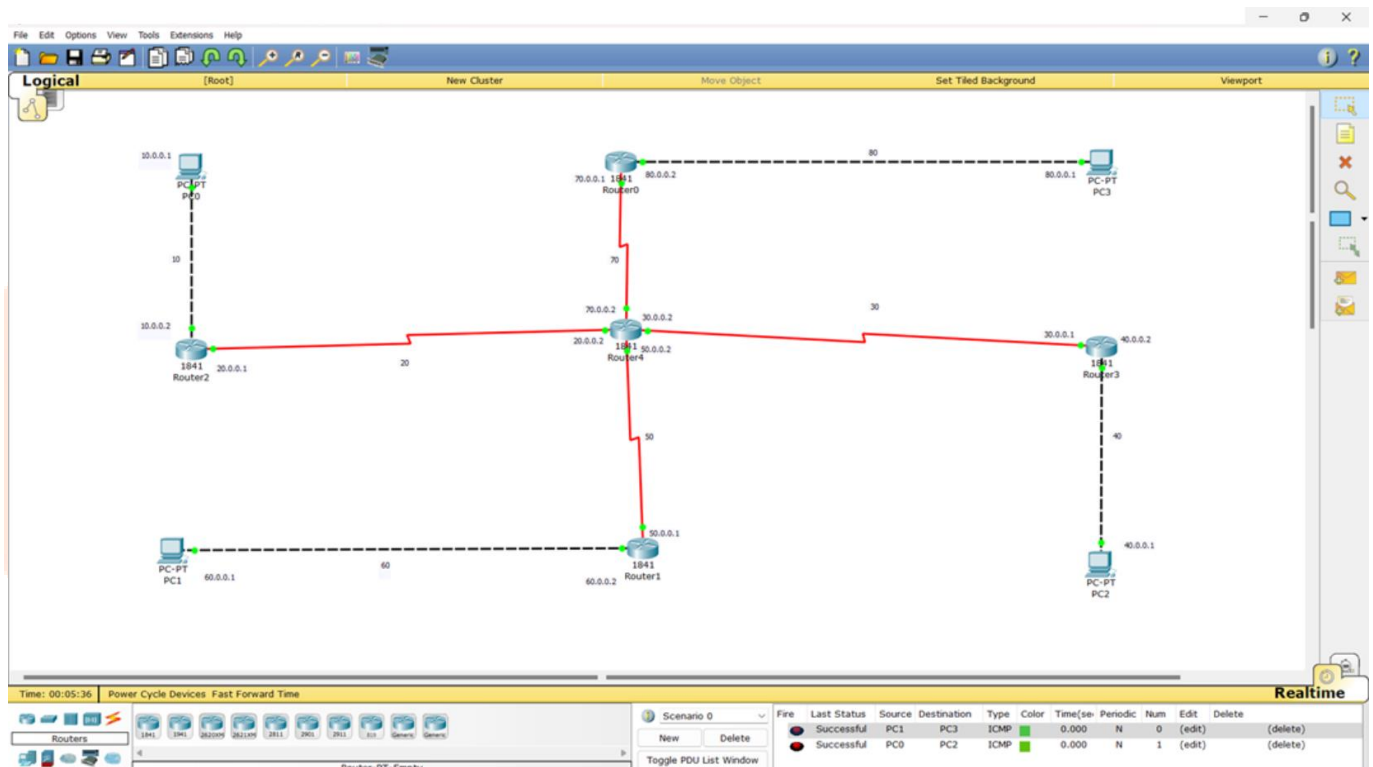 File Edit Options View Tools Extensions Help
Logical [Root] New Cluster Move Object Set Tiled Background Viewport
10.0.0.1
PC-PT
PC0
10
10.0.0.2
1841
Router2
20.0.0.1
20
70.0.0.1
1841
Router0
80.0.0.2
80
80.0.0.1
PC-PT
PC3
70
70.0.0.2
30.0.0.2
20.0.0.2
1841
Router4
50.0.0.2
30
30.0.0.1
40.0.0.2
1841
Router3
50
40
50.0.0.1
PC-PT
PC1
60.0.0.1
60
60.0.0.2
1841
Router1
40.0.0.1
PC-PT
PC2
Time: 00:05:36 Power Cycle Devices Fast Forward Time Realtime
Routers
1841 1941 2620XM 2621XM 2811 2901 2911 819 Generic Generic
Scenario 0
New Delete
Toggle PDU List Window
Fire Last Status Source Destination Type Color Time(se Periodic Num Edit Delete
Successful PC1 PC3 ICMP 0.000 N 0 (edit) (delete)
Successful PC0 PC2 ICMP 0.000 N 1 (edit) (delete)